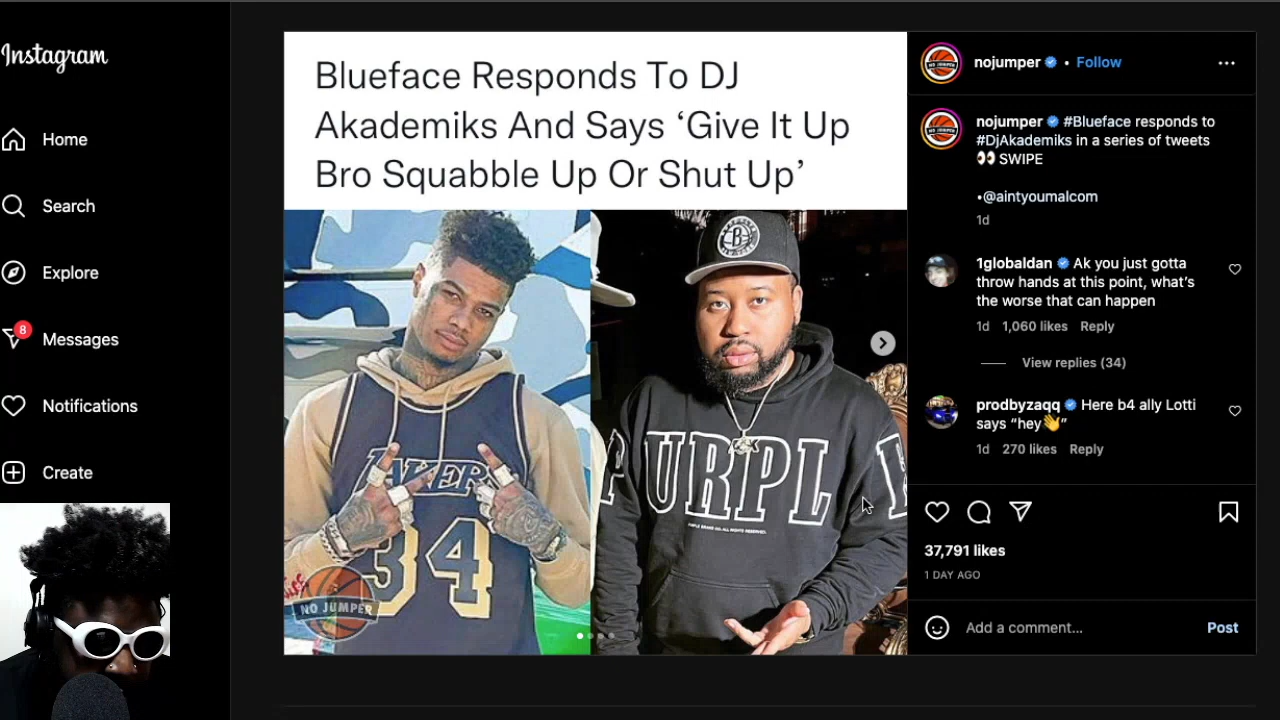 Instagram
Home
Search
Explore
8
Messages
Notifications
Create
Blueface Responds To DJ
Akademiks And Says ‘Give It Up
Bro Squabble Up Or Shut Up’
LAKERS
34
NO JUMPER
B
PURPL
nojumper • Follow
nojumper #Blueface responds to
#DjAkademiks in a series of tweets
👀 SWIPE
•@aintyoumalcom
1d
1globaldan Ak you just gotta
throw hands at this point, what's
the worse that can happen
1d 1,060 likes Reply
View replies (34)
prodbyzaqq Here b4 ally Lotti
says “hey👋”
1d 270 likes Reply
37,791 likes
1 DAY AGO
Add a comment...
Post